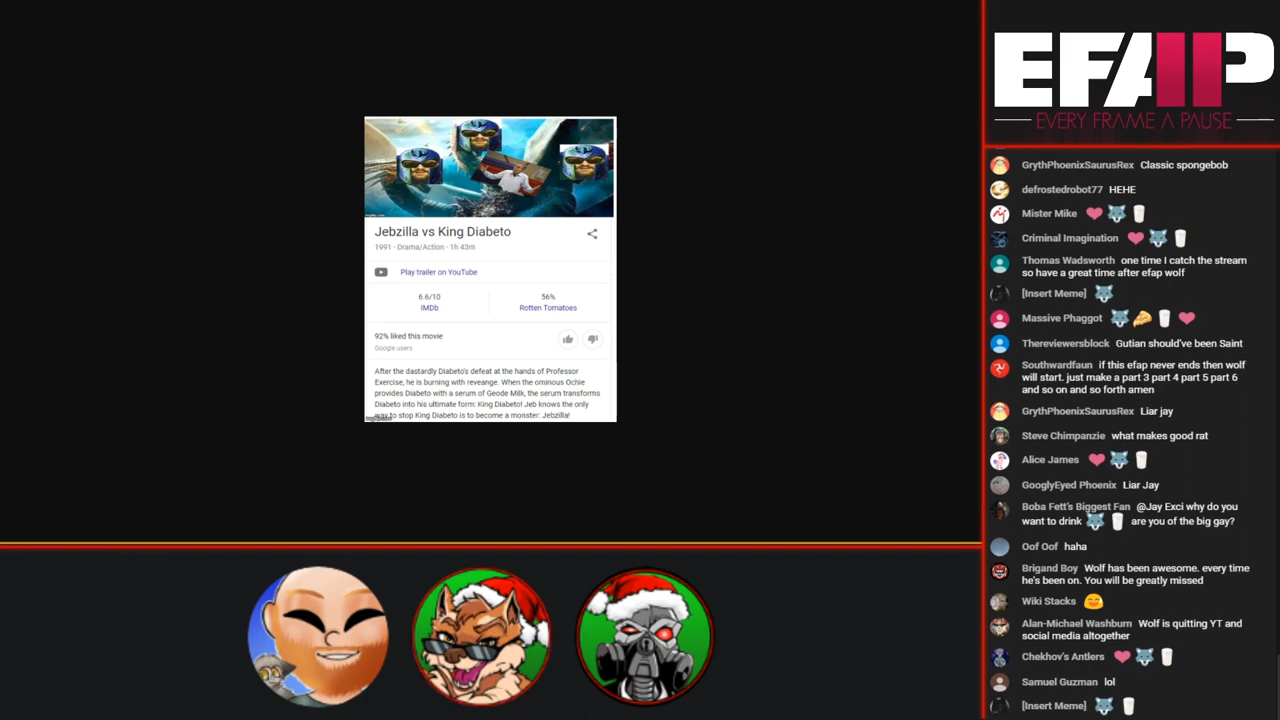 EFAP
EVERY FRAME A PAUSE
Jebzilla vs King Diabeto
1991 · Drama/Action · 1h 43m
Play trailer on YouTube
6.6/10
IMDb
56%
Rotten Tomatoes
92% liked this movie
Google users
After the dastardly Diabeto's defeat at the hands of Professor
Exercise, he is burning with reveange. When the ominous Ochie
provides Diabeto with a serum of Geode Milk, the serum transforms
Diabeto into his ultimate form: King Diabeto! Jeb knows the only
way to stop King Diabeto is to become a monster: Jebzilla!
GrythPhoenixSaurusRex Classic spongebob
defrostedrobot77 HEHE
Mister Mike
Criminal Imagination
Thomas Wadsworth one time I catch the stream
so have a great time after efap wolf
[Insert Meme]
Massive Phaggot
Thereviewersblock Gutian should've been Saint
Southwardfaun if this efap never ends then wolf
will start. just make a part 3 part 4 part 5 part 6
and so on and so forth armen
GrythPhoenixSaurusRex Liar jay
Steve Chimpanzie what makes good rat
Alice James
GooglyEyed Phoenix Liar Jay
Boba Fett's Biggest Fan @Jay Exci why do you
want to drink are you of the big gay?
Oof Oof haha
Brigand Boy Wolf has been awesome. every time
he's been on. You will be greatly missed
Wiki Stacks
Alan-Michael Washburn Wolf is quitting YT and
social media altogether
Chekhov's Antlers
Samuel Guzman lol
[Insert Meme]